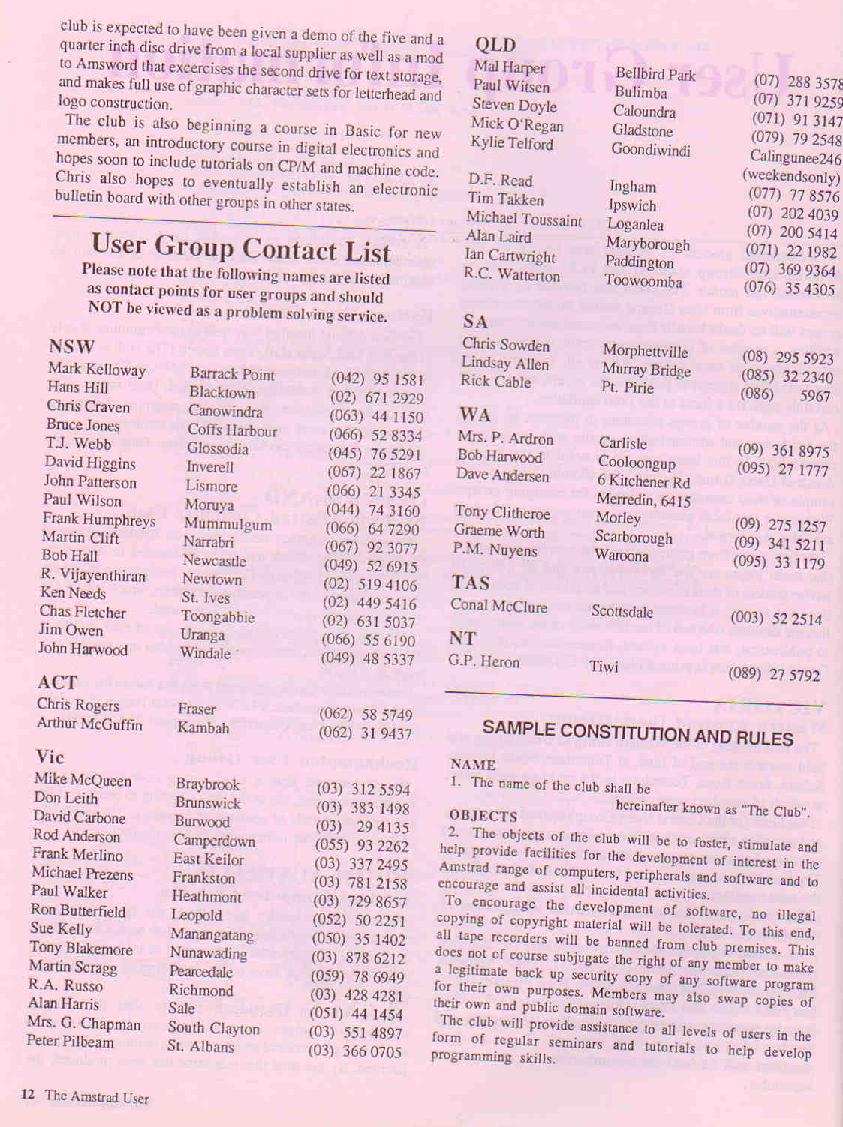 club is expected to have been given a demo of the five and a
quarter inch disc drive from a local supplier as well as a mod
to Amsword that excercises the second drive for text storage,
and makes full use of graphic character sets for letterhead and
logo construction.
The club is also beginning a course in Basic for new
members, an introductory course in digital electronics and
hopes soon to include tutorials on CP/M and machine code.
Chris also hopes to eventually establish an electronic
bulletin board with other groups in other states.
User Group Contact List
Please note that the following names are listed
as contact points for user groups and should
NOT be viewed as a problem solving service.
NSW
Mark Kelloway Barrack Point (042) 95 1581
Hans Hill Blacktown (02) 671 2929
Chris Craven Canowindra (063) 44 1150
Bruce Jones Coffs Harbour (066) 52 8334
T.J. Webb Glossodia (045) 76 5291
David Higgins Inverell (067) 22 1867
John Patterson Lismore (066) 21 3345
Paul Wilson Moruya (044) 74 3160
Frank Humphreys Mummulgum (066) 64 7290
Martin Clift Narrabri (067) 92 3077
Bob Hall Newcastle (049) 52 6915
R. Vijayenthiran Newtown (02) 519 4106
Ken Needs St. Ives (02) 449 5416
Chas Fletcher Toongabbie (02) 631 5037
Jim Owen Uranga (066) 55 6190
John Harwood Windale (049) 48 5337
ACT
Chris Rogers Fraser (062) 58 5749
Arthur McGuffin Kambah (062) 31 9437
Vic
Mike McQueen Braybrook (03) 312 5594
Don Leith Brunswick (03) 383 1498
David Carbone Burwood (03) 29 4135
Rod Anderson Camperdown (055) 93 2262
Frank Merlino East Keilor (03) 337 2495
Michael Prezens Frankston (03) 781 2158
Paul Walker Heathmont (03) 729 8657
Ron Butterfield Leopold (052) 50 2251
Sue Kelly Manangatang (050) 35 1402
Tony Blakemore Nunawading (03) 878 6212
Martin Scragg Pearcedale (059) 78 6949
R.A. Russo Richmond (03) 428 4281
Alan Harris Sale (051) 44 1454
Mrs. G. Chapman South Clayton (03) 551 4897
Peter Pilbeam St. Albans (03) 366 0705
12 The Amstrad User
QLD
Mal Harper Bellbird Park (07) 288 3578
Paul Witsen Bulimba (07) 371 9259
Steven Doyle Caloundra (071) 91 3147
Mick O'Regan Gladstone (079) 79 2548
Kylie Telford Goondiwindi Calingunee246
(weekendsonly)
D.F. Read Ingham (077) 77 8576
Tim Takken Ipswich (07) 202 4039
Michael Toussaint Loganlea (07) 200 5414
Alan Laird Maryborough (071) 22 1982
Ian Cartwright Paddington (07) 369 9364
R.C. Watterton Toowoomba (076) 35 4305
SA
Chris Sowden Morphettville (08) 295 5923
Lindsay Allen Murray Bridge (085) 32 2340
Rick Cable Pt. Pirie (086) 5967
WA
Mrs. P. Ardron Carlisle (09) 361 8975
Bob Harwood Cooloongup (095) 27 1777
Dave Andersen 6 Kitchener Rd
Merredin, 6415
Tony Clitheroe Morley (09) 275 1257
Graeme Worth Scarborough (09) 341 5211
P.M. Nuyens Waroona (095) 33 1179
TAS
Conal McClure Scottsdale (003) 52 2514
NT
G.P. Heron Tiwi (089) 27 5792
SAMPLE CONSTITUTION AND RULES
NAME
1. The name of the club shall be
hereinafter known as "The Club".
OBJECTS
2. The objects of the club will be to foster, stimulate and
help provide facilities for the development of interest in the
Amstrad range of computers, peripherals and software and to
encourage and assist all incidental activities.
To encourage the development of software, no illegal
copying of copyright material will be tolerated. To this end,
all tape recorders will be banned from club premises. This
does not of course subjugate the right of any member to make
a legitimate back up security copy of any software program
for their own purposes. Members may also swap copies of
their own and public domain software.
The club will provide assistance to all levels of users in the
form of regular seminars and tutorials to help develop
programming skills.